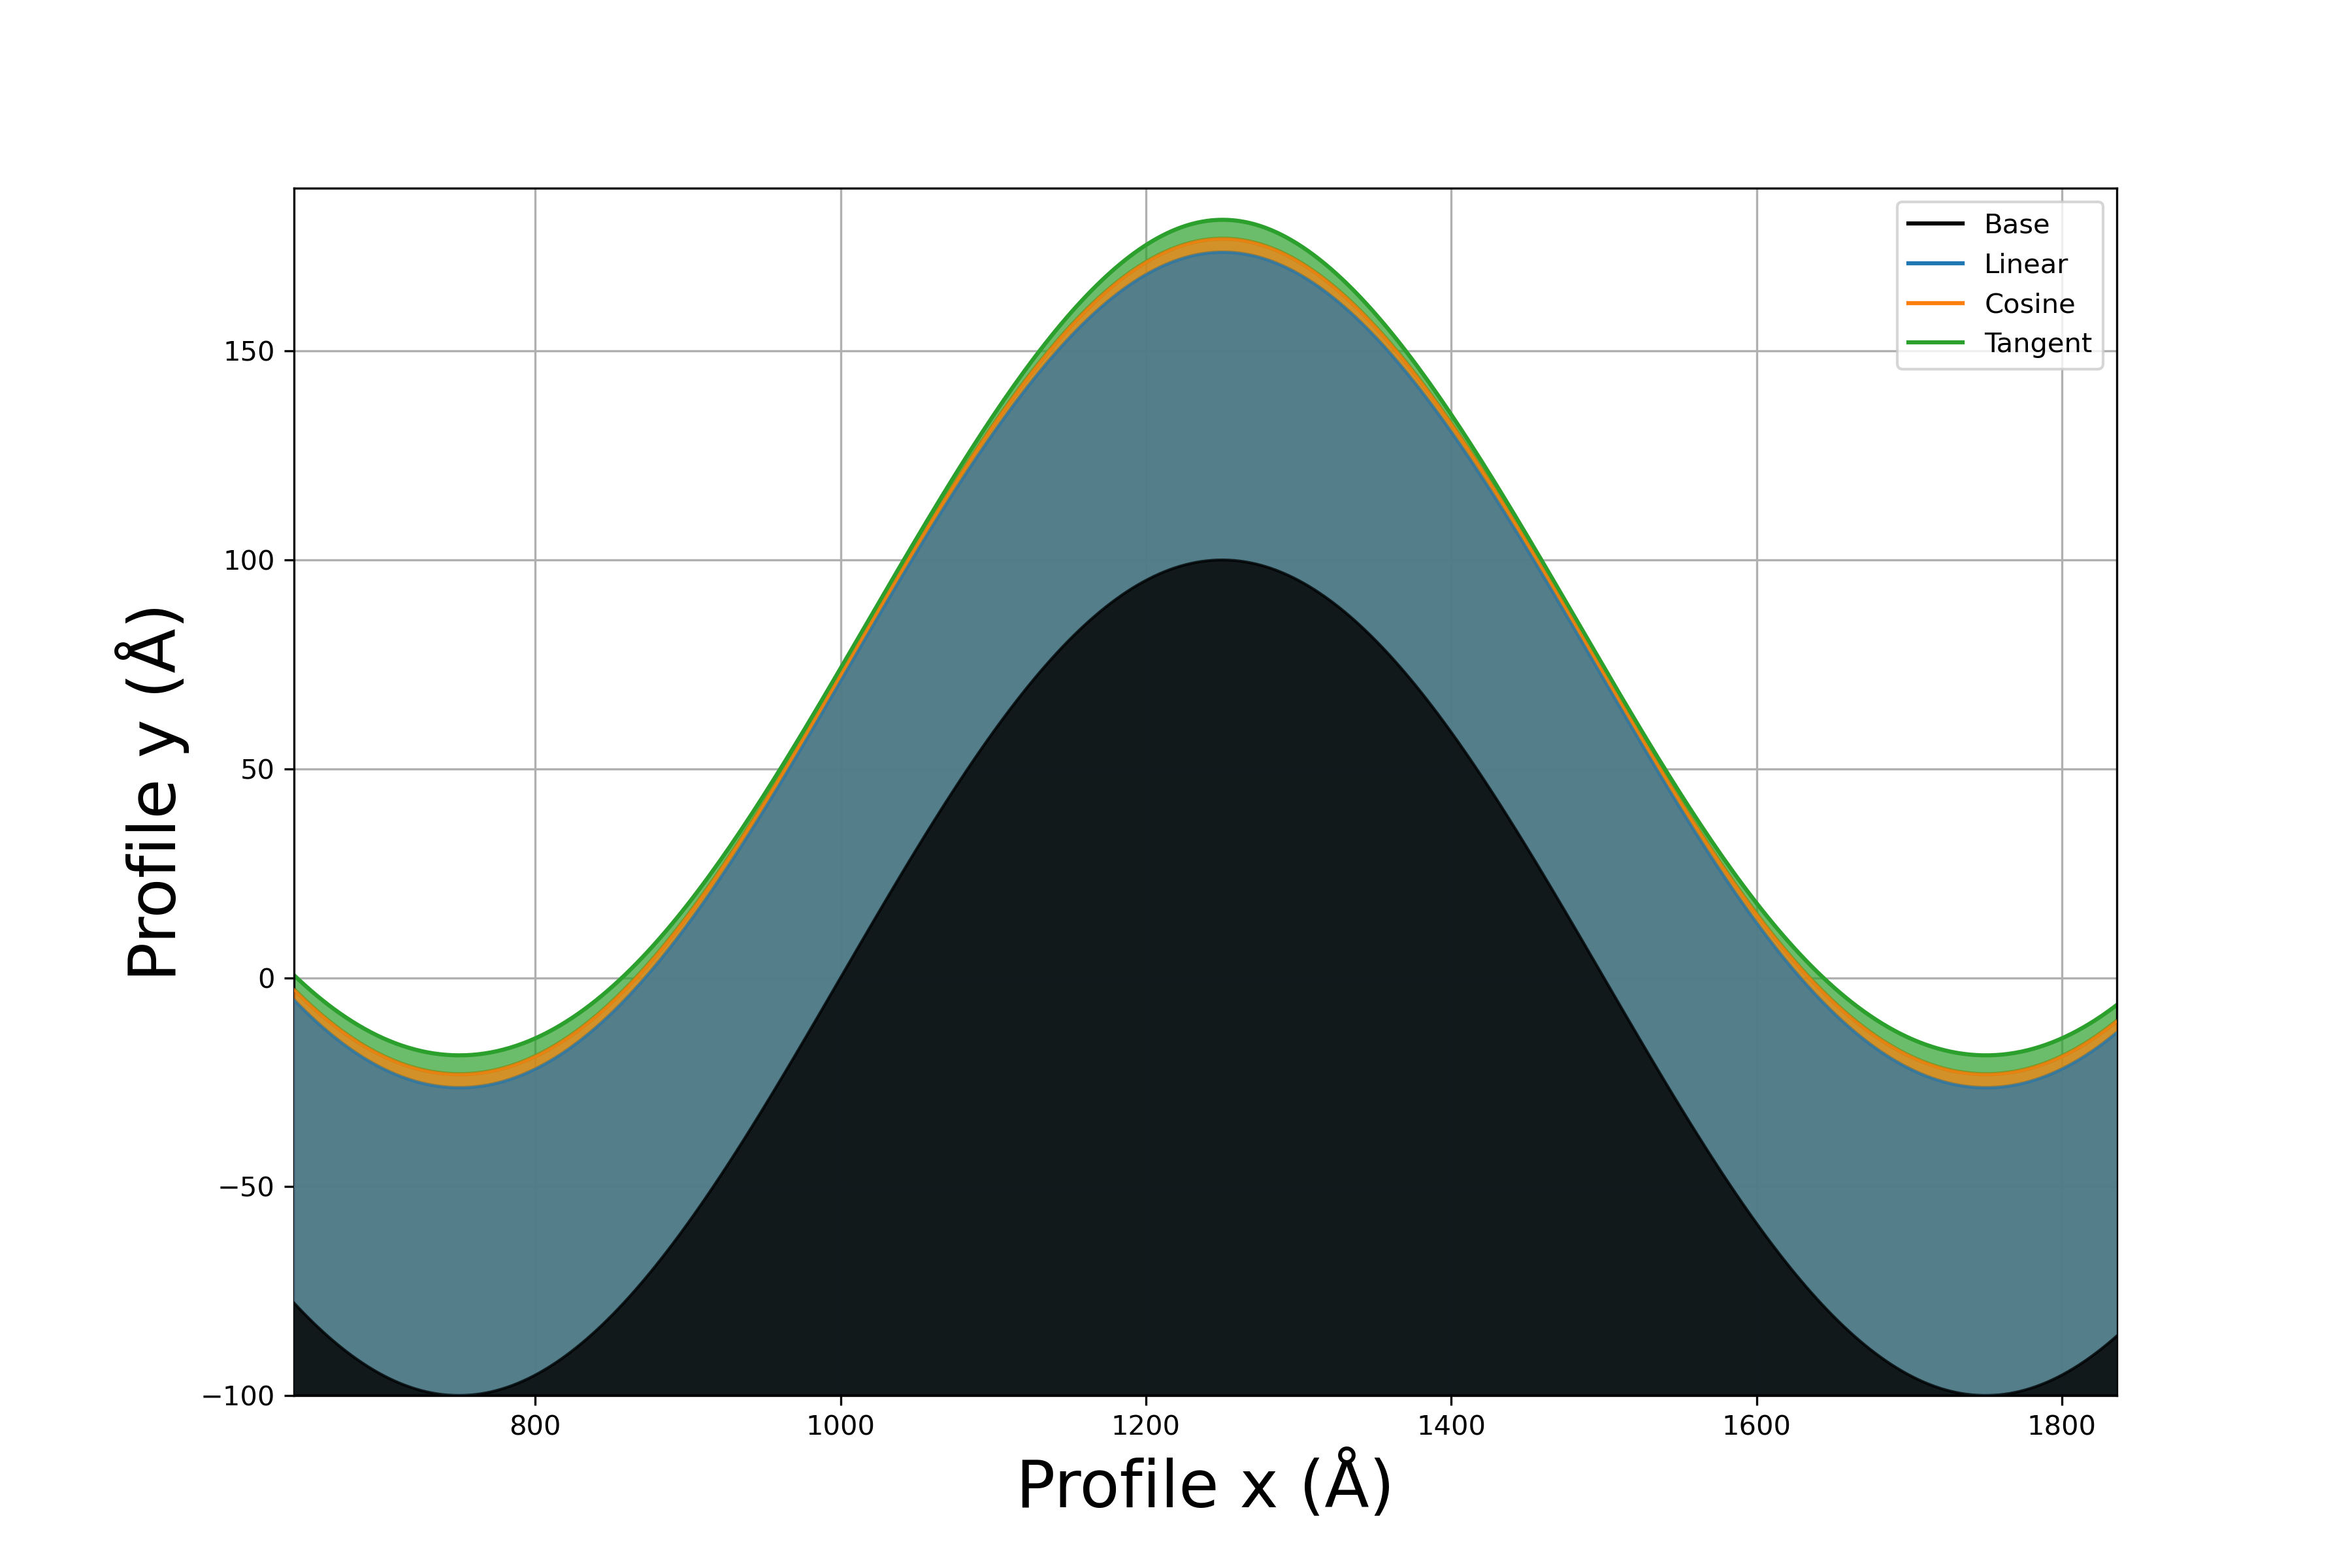 Base
Linear
Cosine
Tangent
150
100
50
0
−50
−100
800 1000 1200 1400 1600 1800
Profile y (Å)
Profile x (Å)